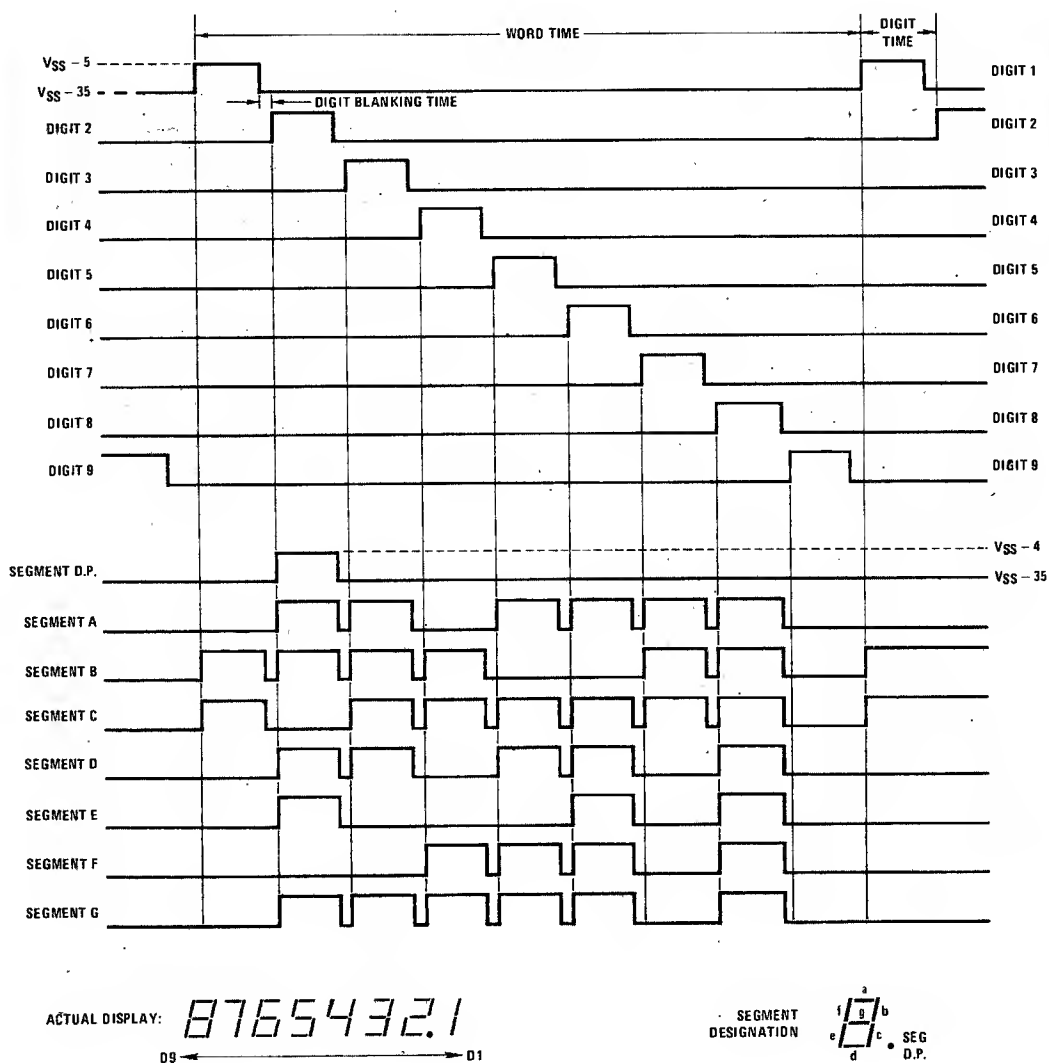 WORD TIME
DIGIT TIME
VSS – 5
VSS – 35
DIGIT 1
DIGIT BLANKING TIME
DIGIT 2
DIGIT 2
DIGIT 3
DIGIT 3
DIGIT 4
DIGIT 4
DIGIT 5
DIGIT 5
DIGIT 6
DIGIT 6
DIGIT 7
DIGIT 7
DIGIT 8
DIGIT 8
DIGIT 9
DIGIT 9
VSS – 4
SEGMENT D.P.
VSS – 35
SEGMENT A
SEGMENT B
SEGMENT C
SEGMENT D
SEGMENT E
SEGMENT F
SEGMENT G
ACTUAL DISPLAY: 8765432.1
D9 D1
SEGMENT DESIGNATION
a
f g b
e c
d
SEG D.P.